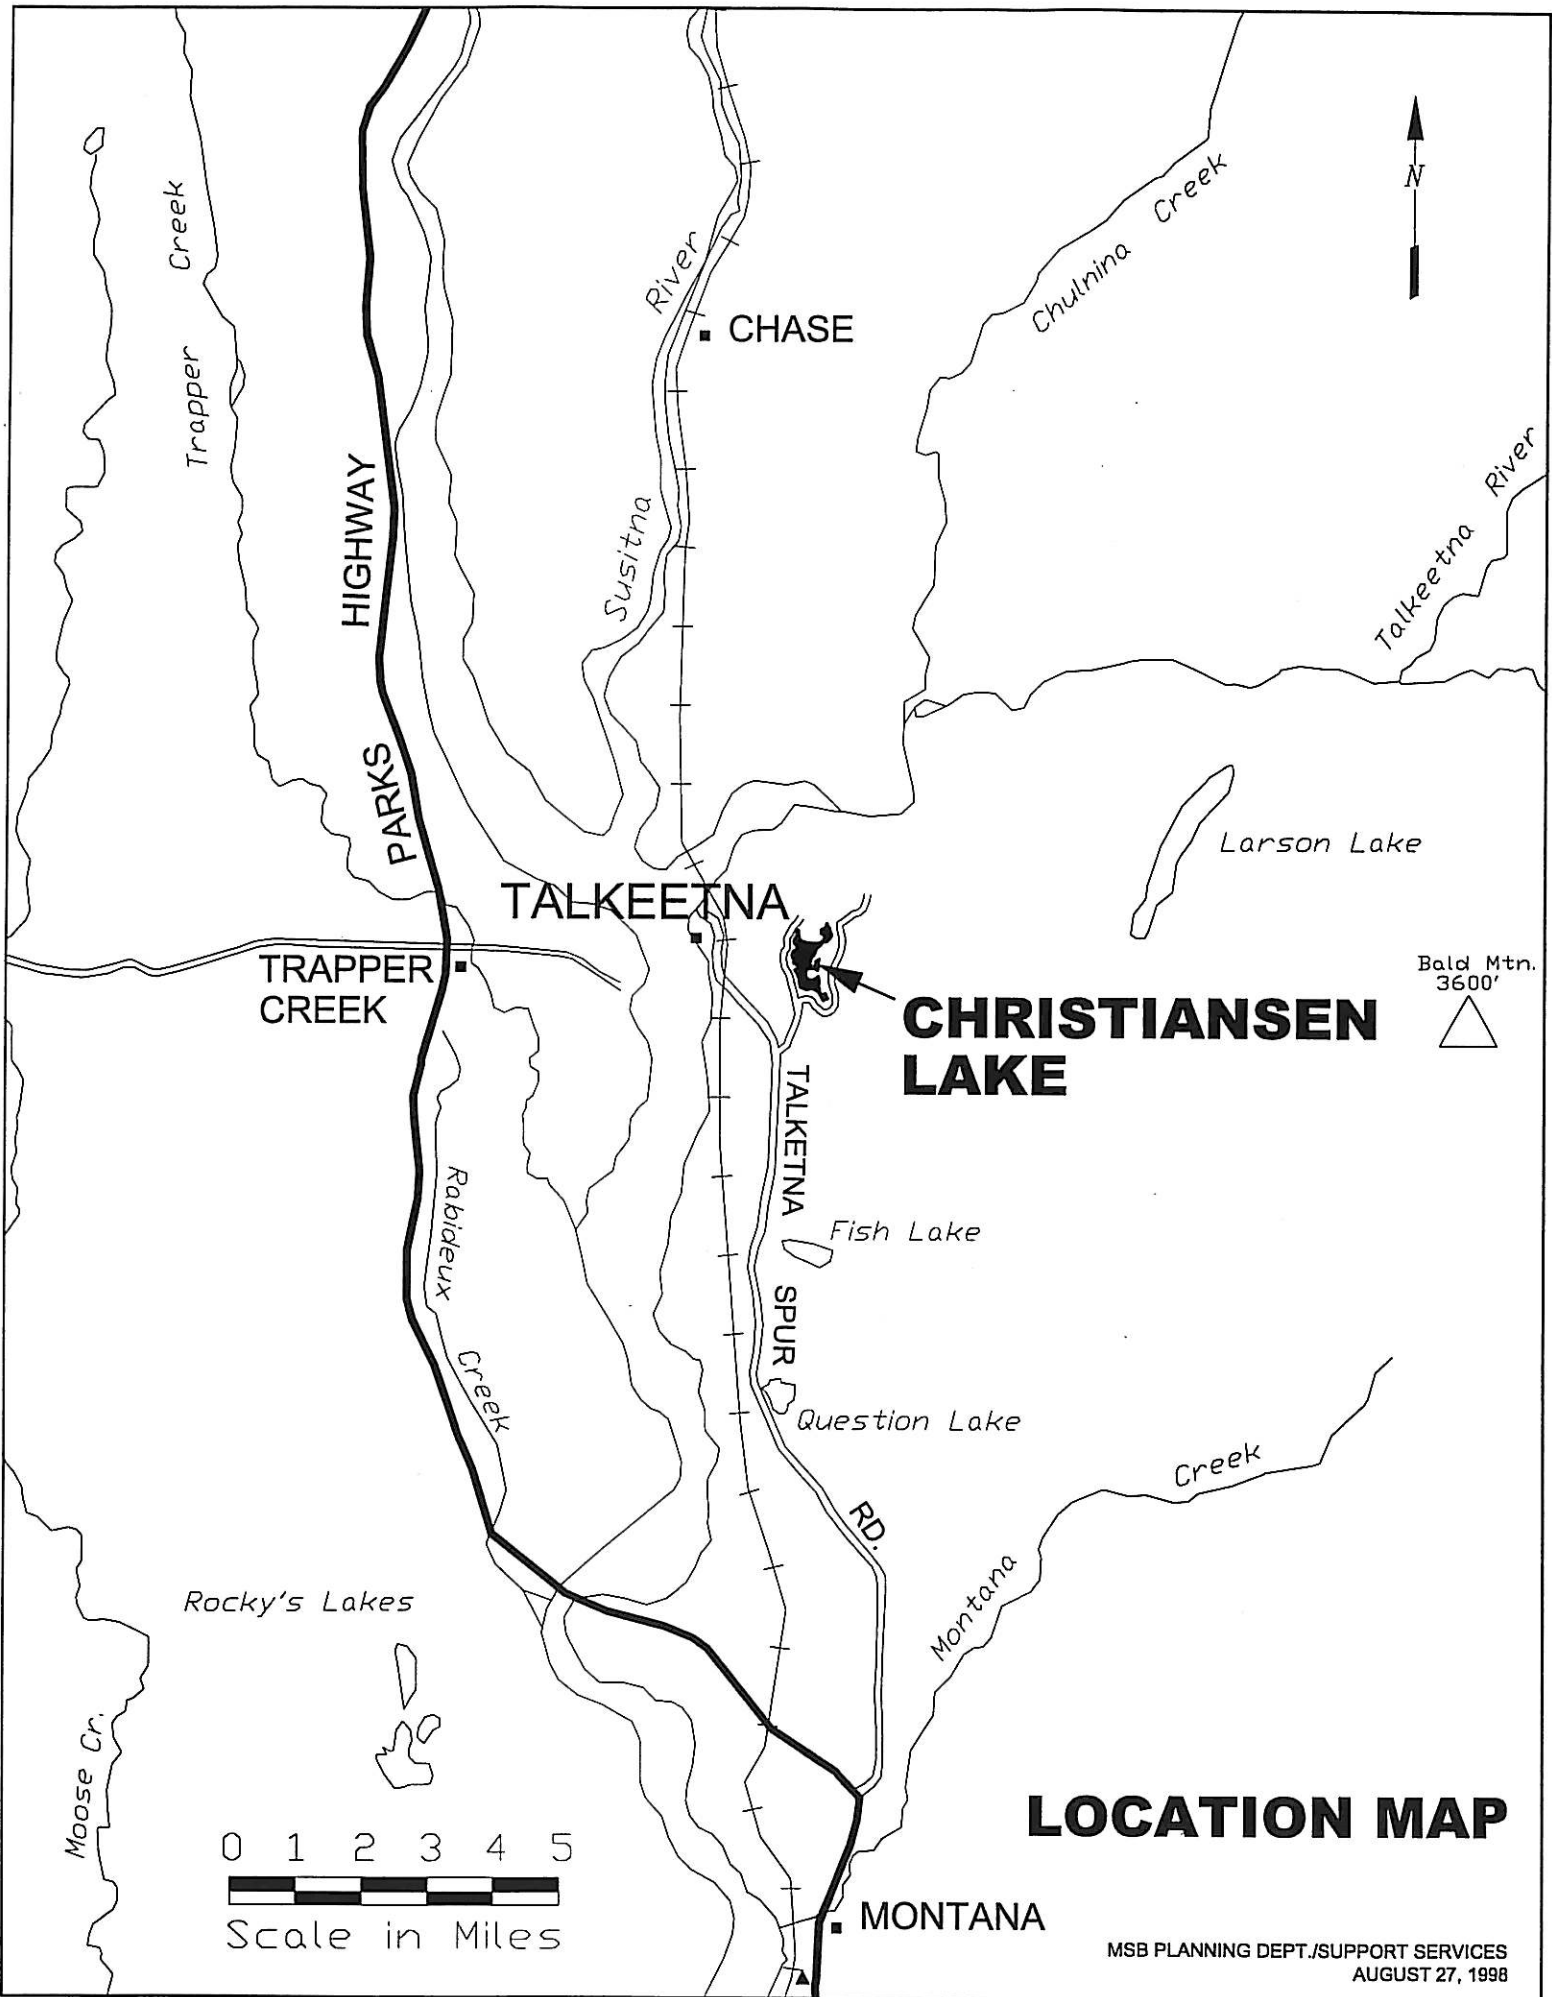 N
Trapper Creek
River
Susitna
CHASE
Chulnina Creek
Talkeetna River
HIGHWAY
PARKS
Larson Lake
TALKEETNA
TRAPPER
CREEK
CHRISTIANSEN
LAKE
Bald Mtn.
3600'
TALKETNA
SPUR
RD.
Rabideux
Creek
Fish Lake
Question Lake
Montana Creek
Rocky's Lakes
Moose Cr.
LOCATION MAP
0 1 2 3 4 5
Scale in Miles
MONTANA
MSB PLANNING DEPT./SUPPORT SERVICES
AUGUST 27, 1998